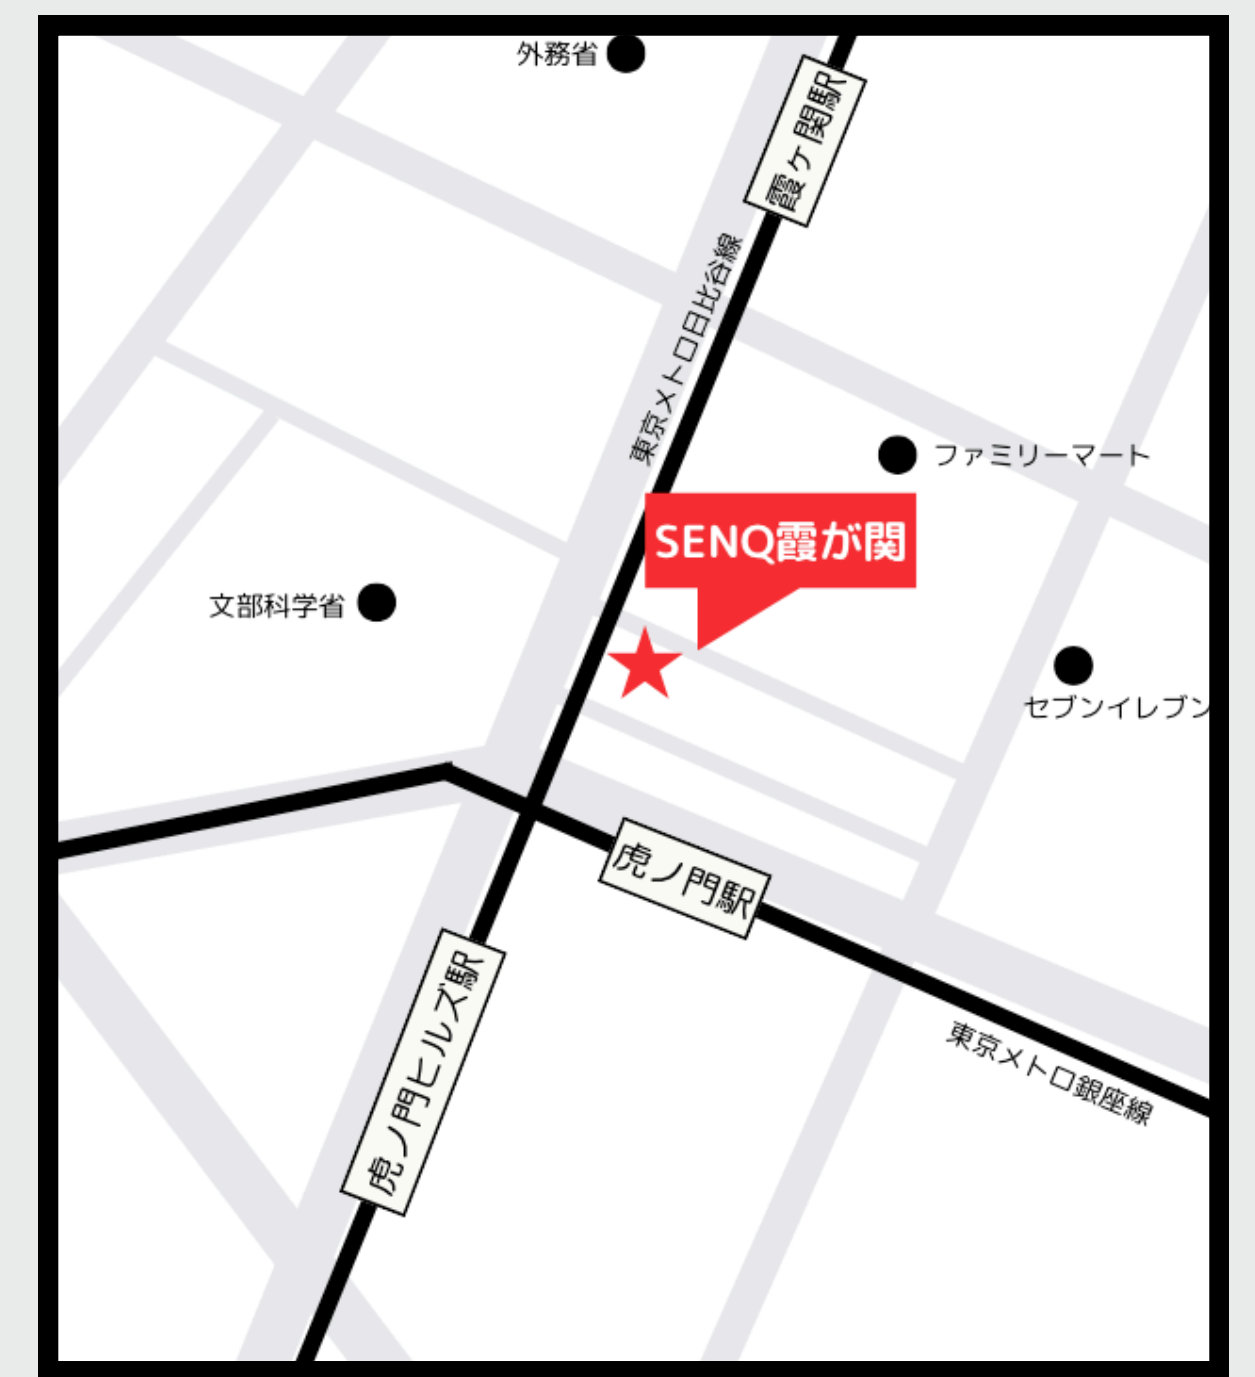 外務省
霞ヶ関駅
東京メトロ日比谷線
ファミリーマート
SENQ霞が関
文部科学省
セブンイレブン
虎ノ門駅
虎ノ門ヒルズ駅
東京メトロ銀座線